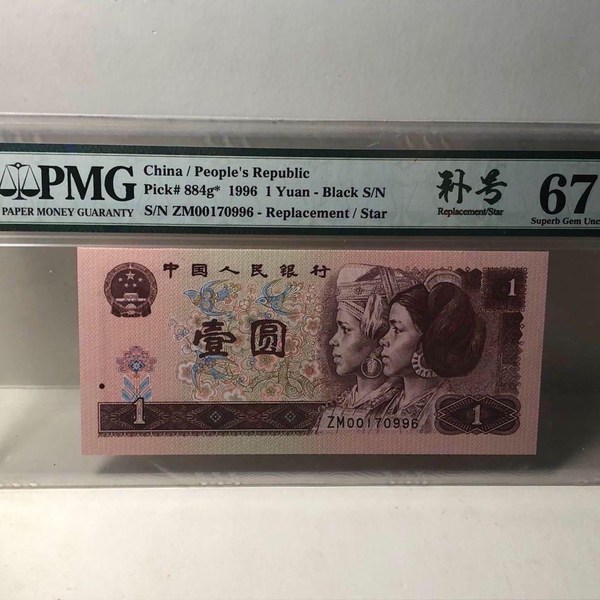 PMG
PAPER MONEY GUARANTY
China / People's Republic
Pick# 884g* 1996 1 Yuan - Black S/N
S/N ZM00170996 - Replacement / Star
补号
Replacement/Star
67
Superb Gem Unc
中国人民银行
1
壹圆
1
1
ZM00170996